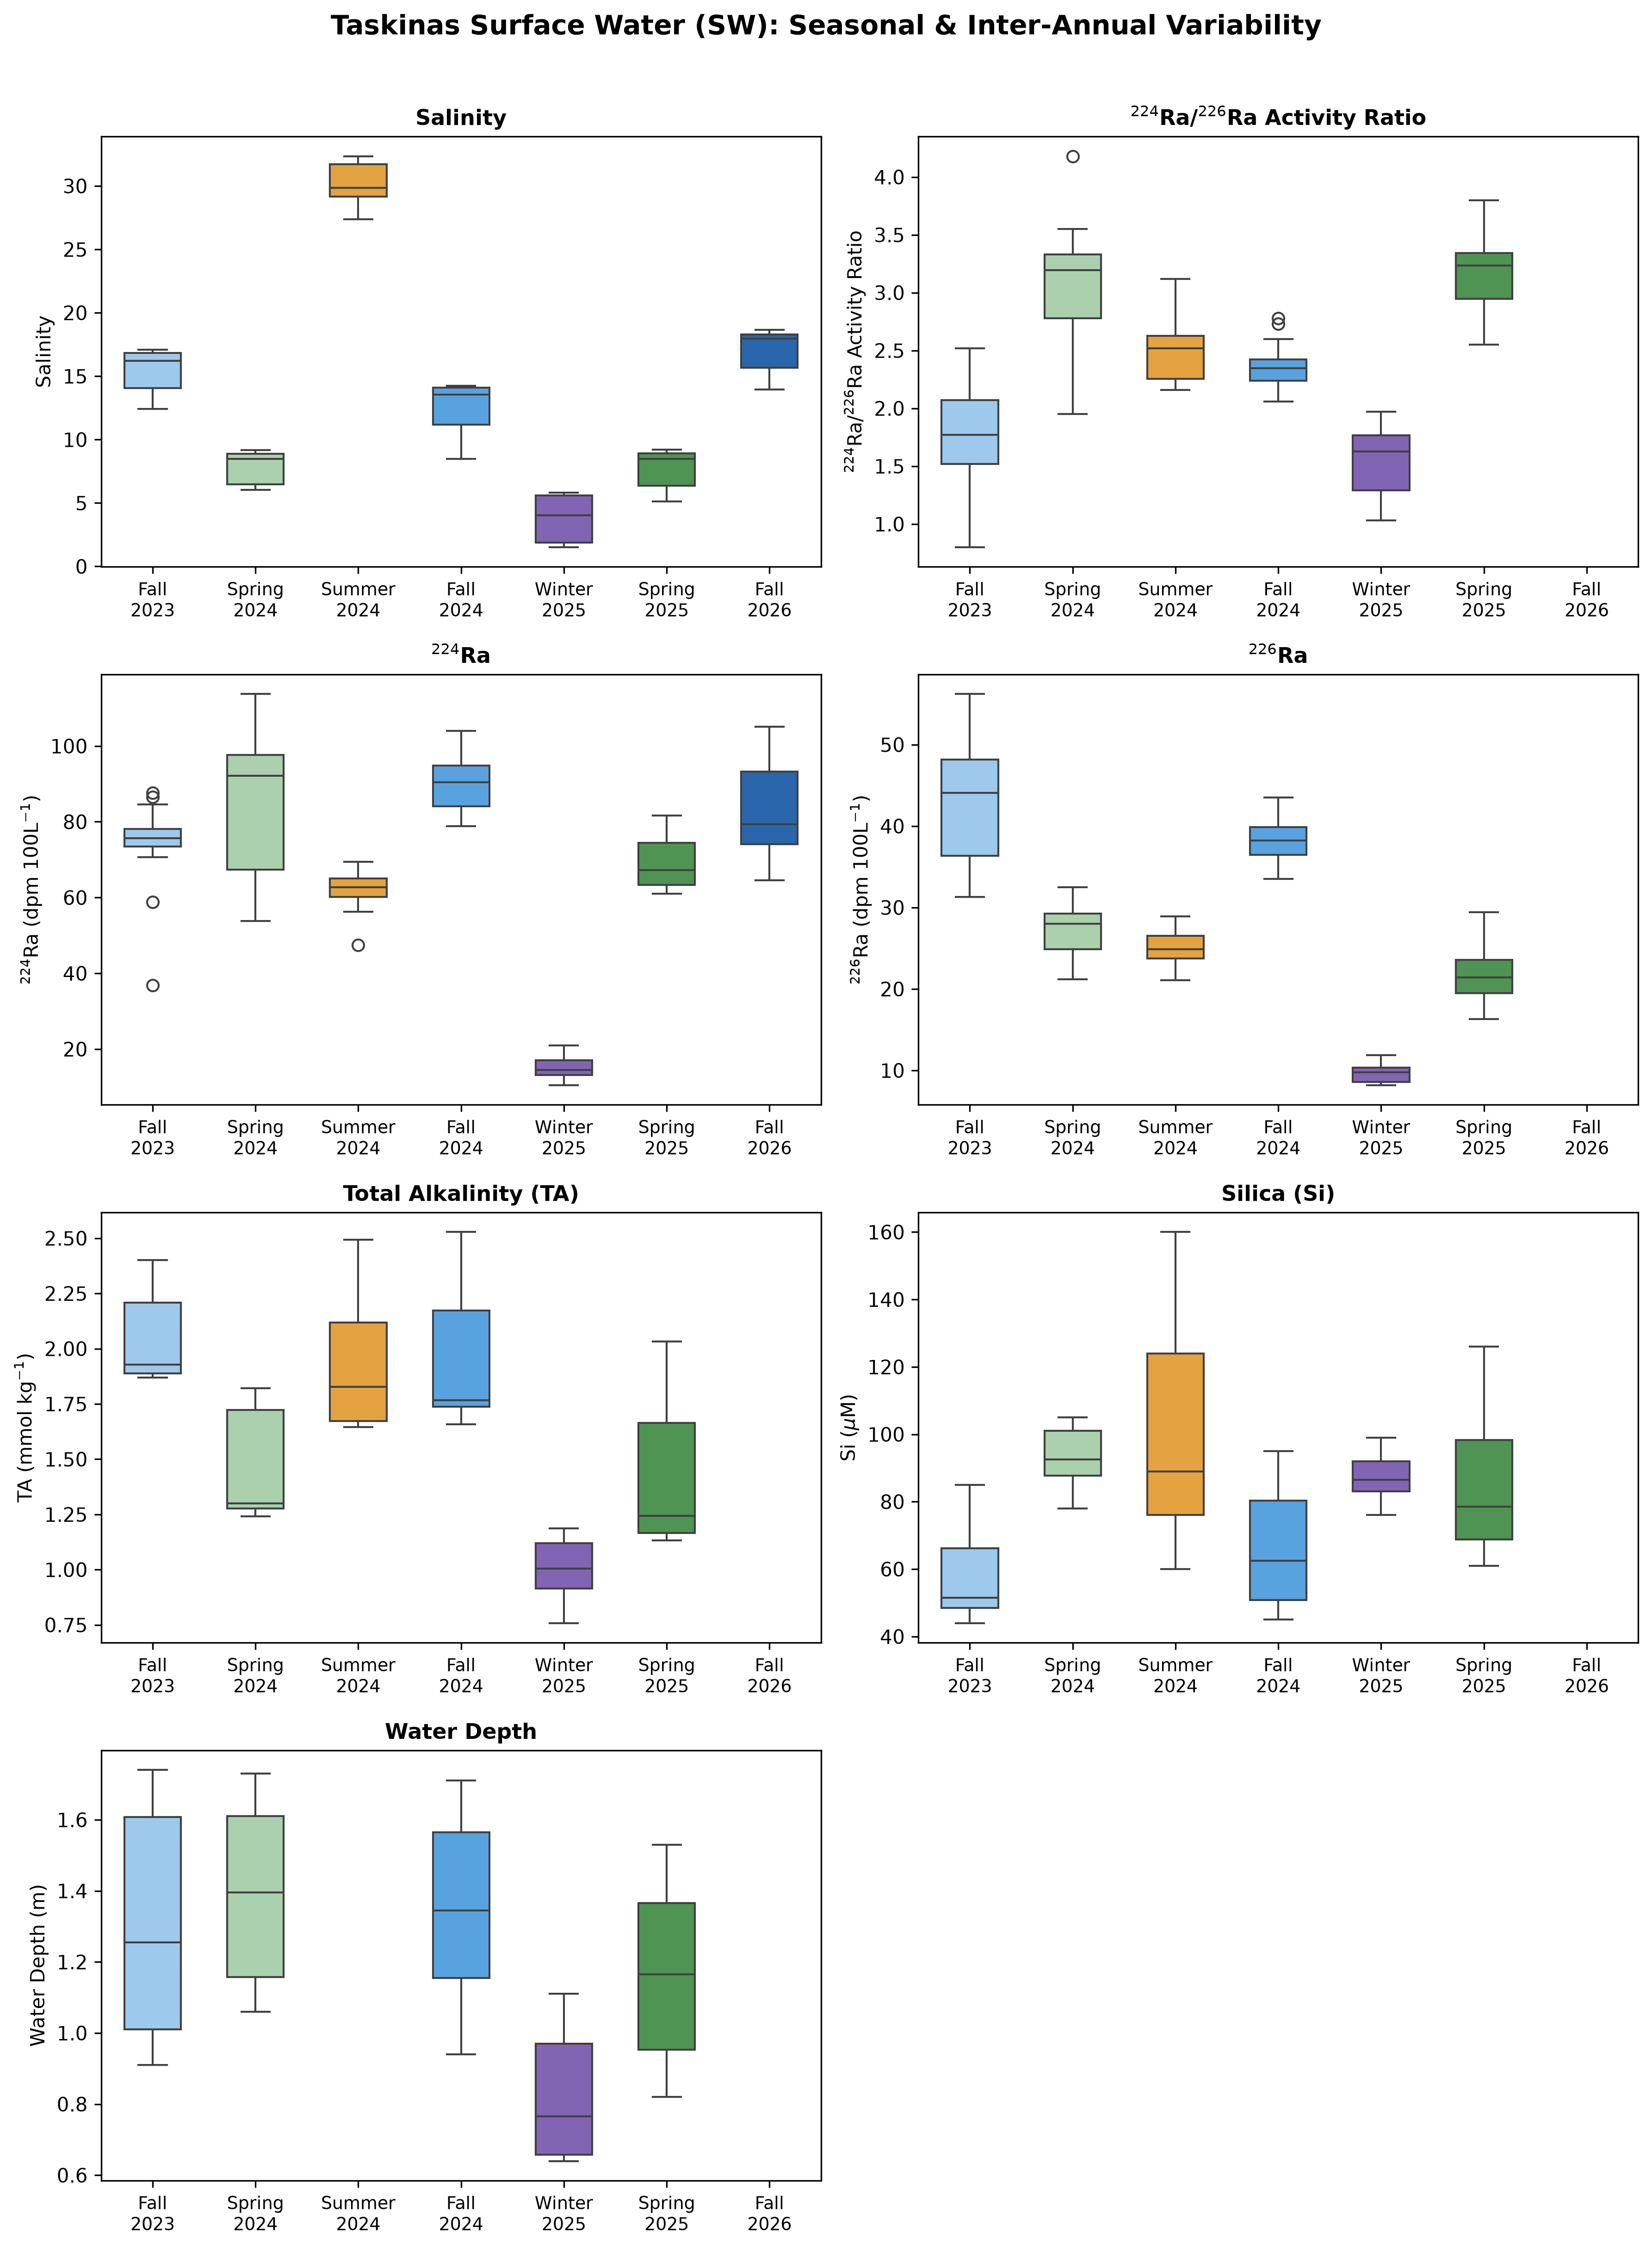 Taskinas Surface Water (SW): Seasonal & Inter-Annual Variability
Salinity
Salinity
30
25
20
15
10
5
0
Fall 2023
Spring 2024
Summer 2024
Fall 2024
Winter 2025
Spring 2025
Fall 2026
²²⁴Ra/²²⁶Ra Activity Ratio
²²⁴Ra/²²⁶Ra Activity Ratio
4.0
3.5
3.0
2.5
2.0
1.5
1.0
Fall 2023
Spring 2024
Summer 2024
Fall 2024
Winter 2025
Spring 2025
Fall 2026
²²⁴Ra
²²⁴Ra (dpm 100L⁻¹)
100
80
60
40
20
Fall 2023
Spring 2024
Summer 2024
Fall 2024
Winter 2025
Spring 2025
Fall 2026
²²⁶Ra
²²⁶Ra (dpm 100L⁻¹)
50
40
30
20
10
Fall 2023
Spring 2024
Summer 2024
Fall 2024
Winter 2025
Spring 2025
Fall 2026
Total Alkalinity (TA)
TA (mmol kg⁻¹)
2.50
2.25
2.00
1.75
1.50
1.25
1.00
0.75
Fall 2023
Spring 2024
Summer 2024
Fall 2024
Winter 2025
Spring 2025
Fall 2026
Silica (Si)
Si (μM)
160
140
120
100
80
60
40
Fall 2023
Spring 2024
Summer 2024
Fall 2024
Winter 2025
Spring 2025
Fall 2026
Water Depth
Water Depth (m)
1.6
1.4
1.2
1.0
0.8
0.6
Fall 2023
Spring 2024
Summer 2024
Fall 2024
Winter 2025
Spring 2025
Fall 2026